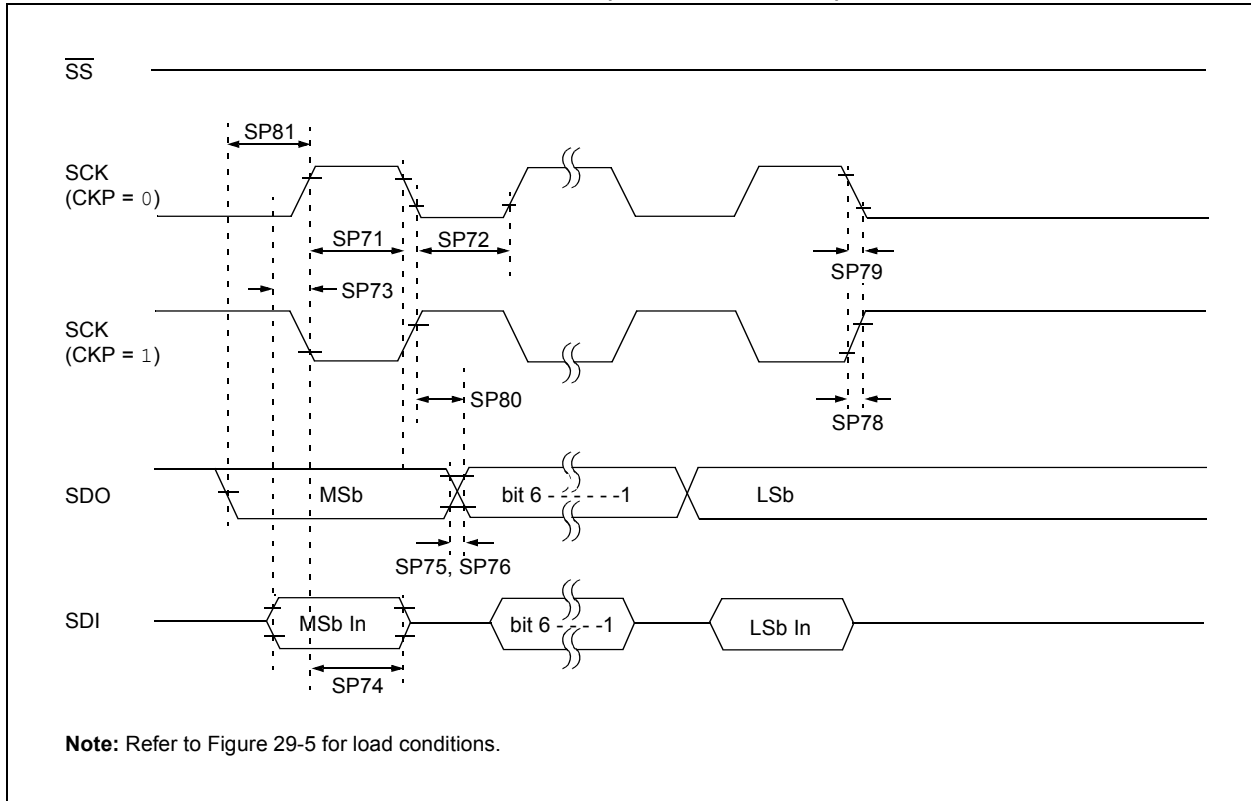 SS
SP81
SCK
(CKP = 0)
SP71
SP72
SP79
SP73
SCK
(CKP = 1)
SP80
SP78
SDO
MSb
bit 6 - - - - - -1
LSb
SP75, SP76
SDI
MSb In
bit 6 - - - - -1
LSb In
SP74
Note: Refer to Figure 29-5 for load conditions.